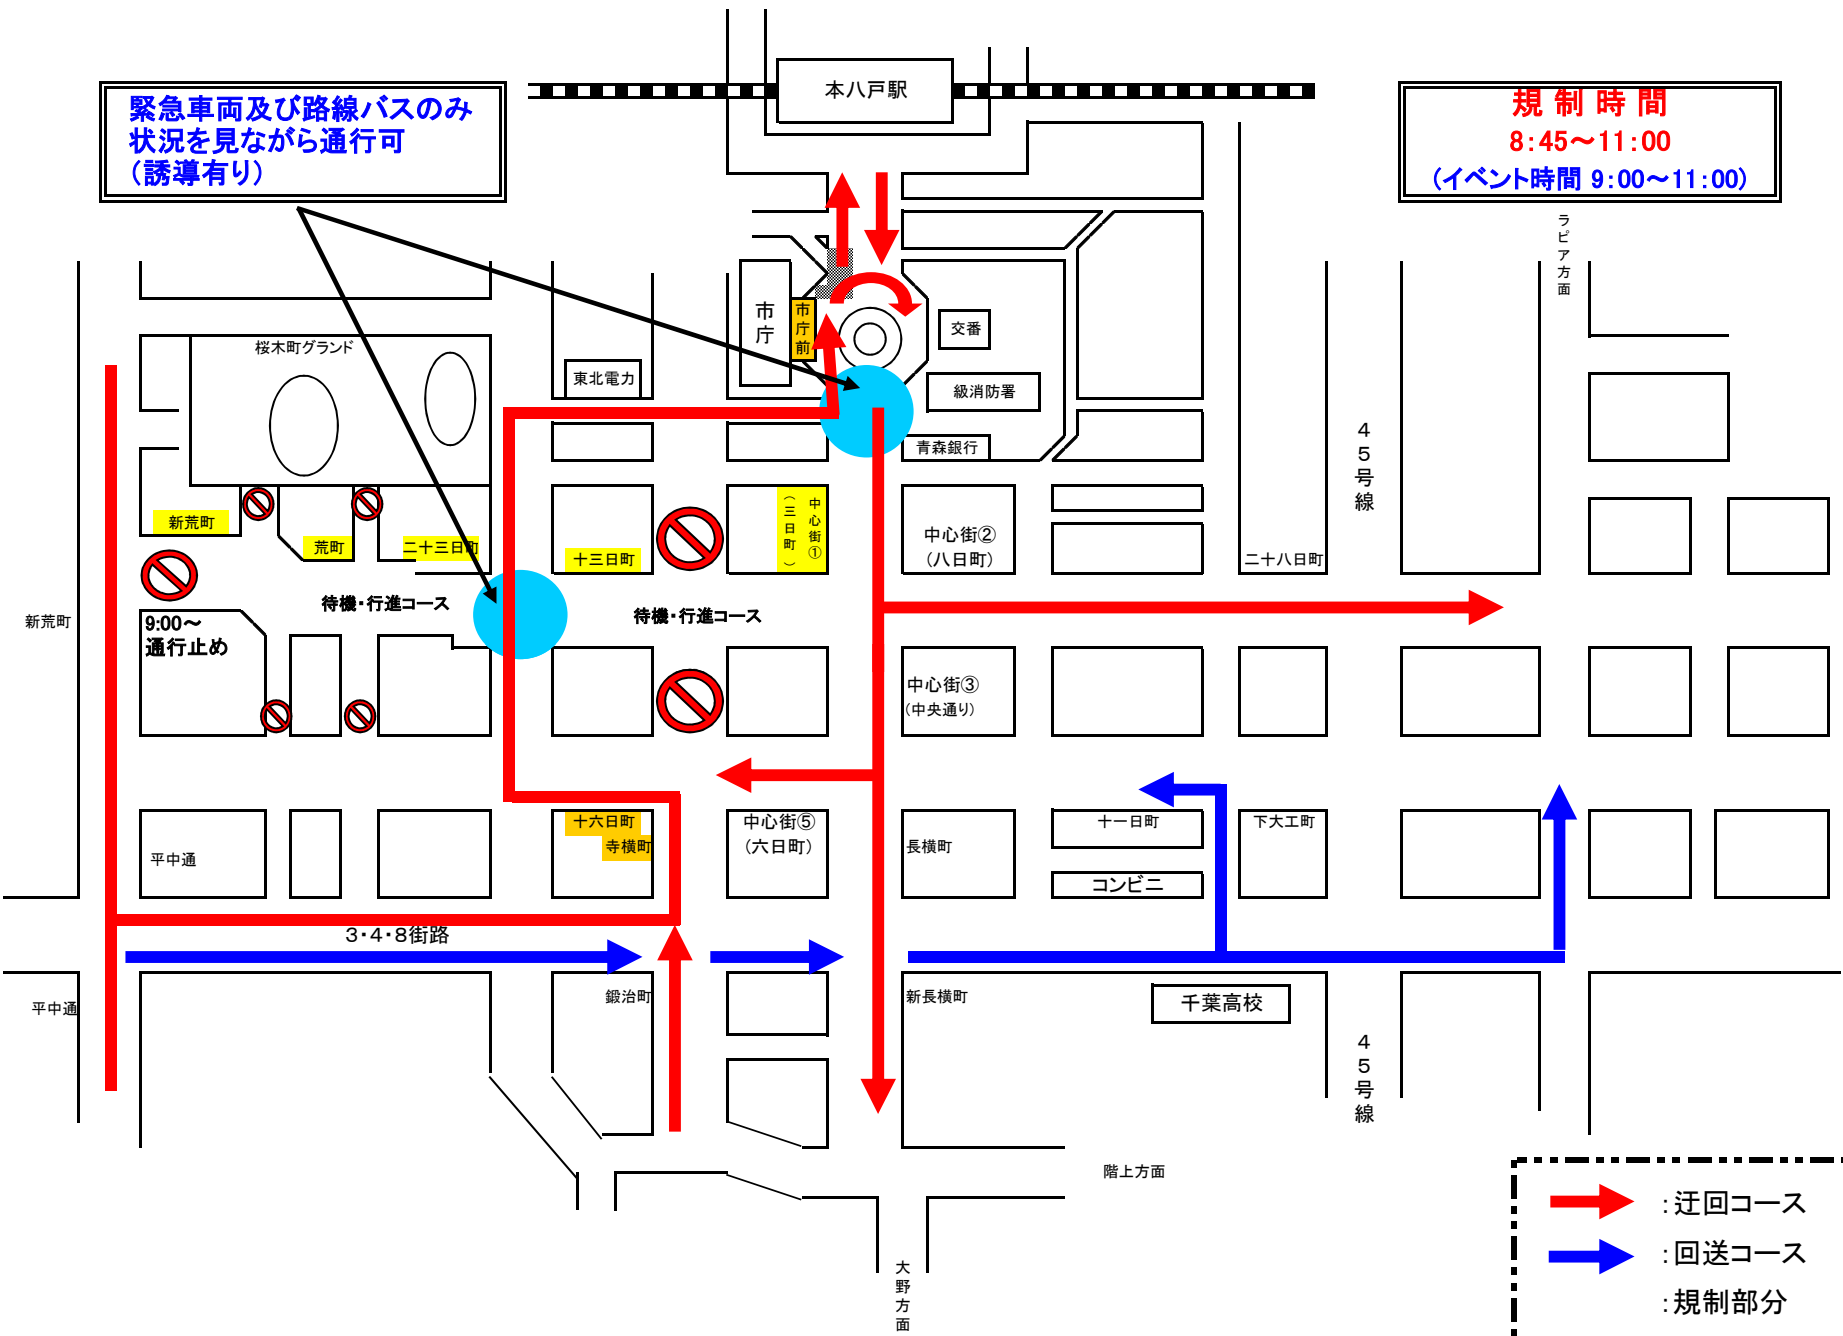 本八戸駅
緊急車両及び路線バスのみ
状況を見ながら通行可
(誘導有り)
規制時間
8:45～11:00
(イベント時間 9:00～11:00)
ラピア方面
市庁
市庁前
交番
桜木町グランド
東北電力
級消防署
青森銀行
45号線
新荒町
荒町
二十三日町
十三日町
中心街①
(三日町)
中心街②
(八日町)
二十八日町
待機・行進コース
待機・行進コース
新荒町
9:00～
通行止め
中心街③
(中央通り)
十六日町
寺横町
中心街⑤
(六日町)
長横町
十一日町
下大工町
平中通
コンビニ
3・4・8街路
平中通
鍛治町
新長横町
千葉高校
45号線
階上方面
大野方面
:迂回コース
:回送コース
:規制部分